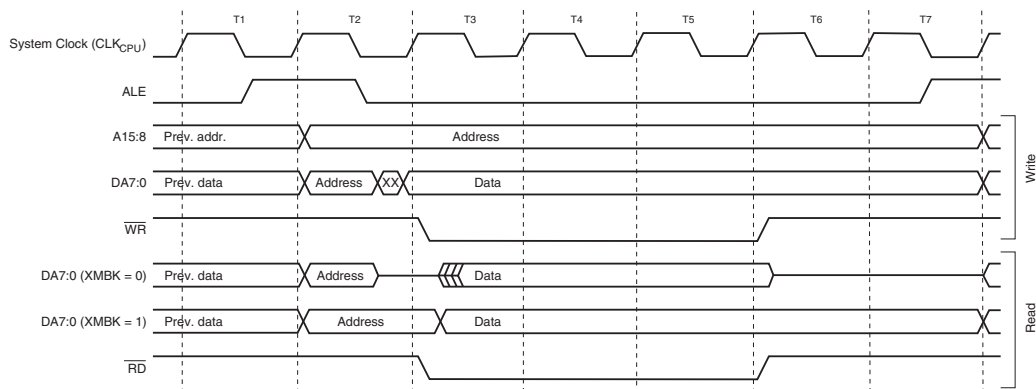 T1 T2 T3 T4 T5 T6 T7
System Clock (CLKCPU)
ALE
A15:8 Prev. addr. Address
DA7:0 Prev. data Address XX Data
WR
Write
DA7:0 (XMBK = 0) Prev. data Address Data
DA7:0 (XMBK = 1) Prev. data Address Data
RD
Read